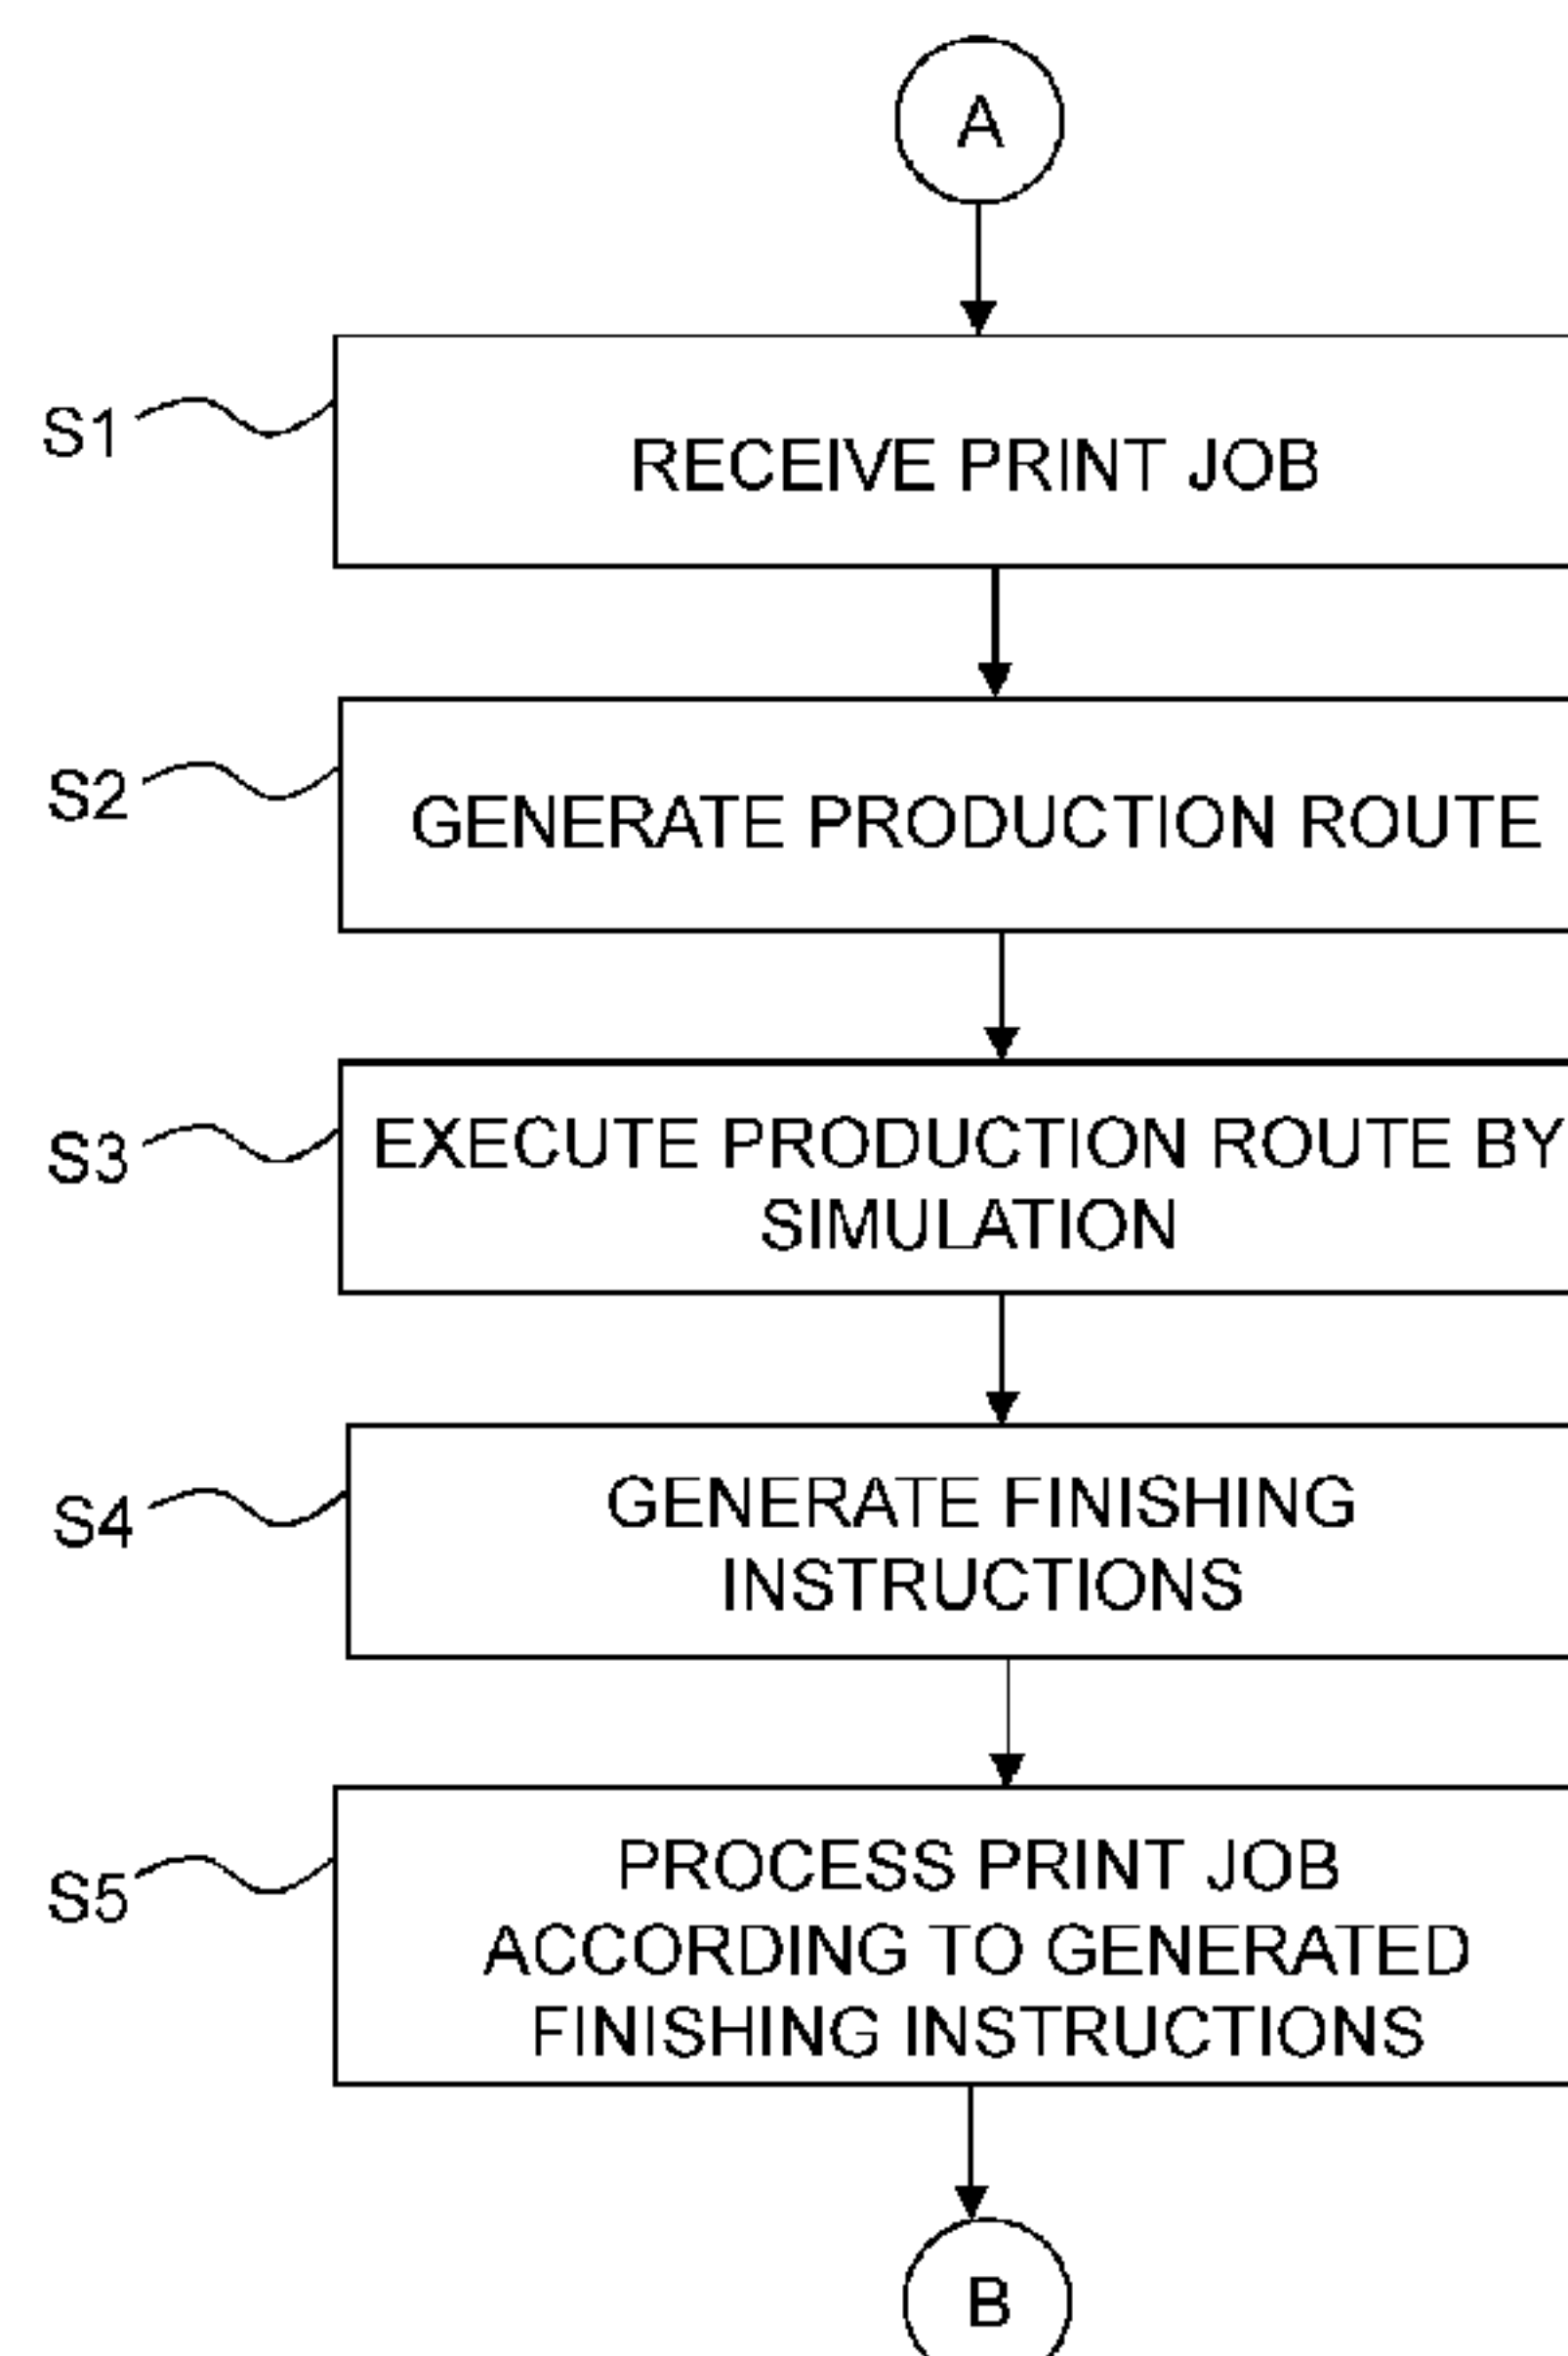 A
S1
RECEIVE PRINT JOB
S2
GENERATE PRODUCTION ROUTE
S3
EXECUTE PRODUCTION ROUTE BY
SIMULATION
S4
GENERATE FINISHING
INSTRUCTIONS
S5
PROCESS PRINT JOB
ACCORDING TO GENERATED
FINISHING INSTRUCTIONS
B